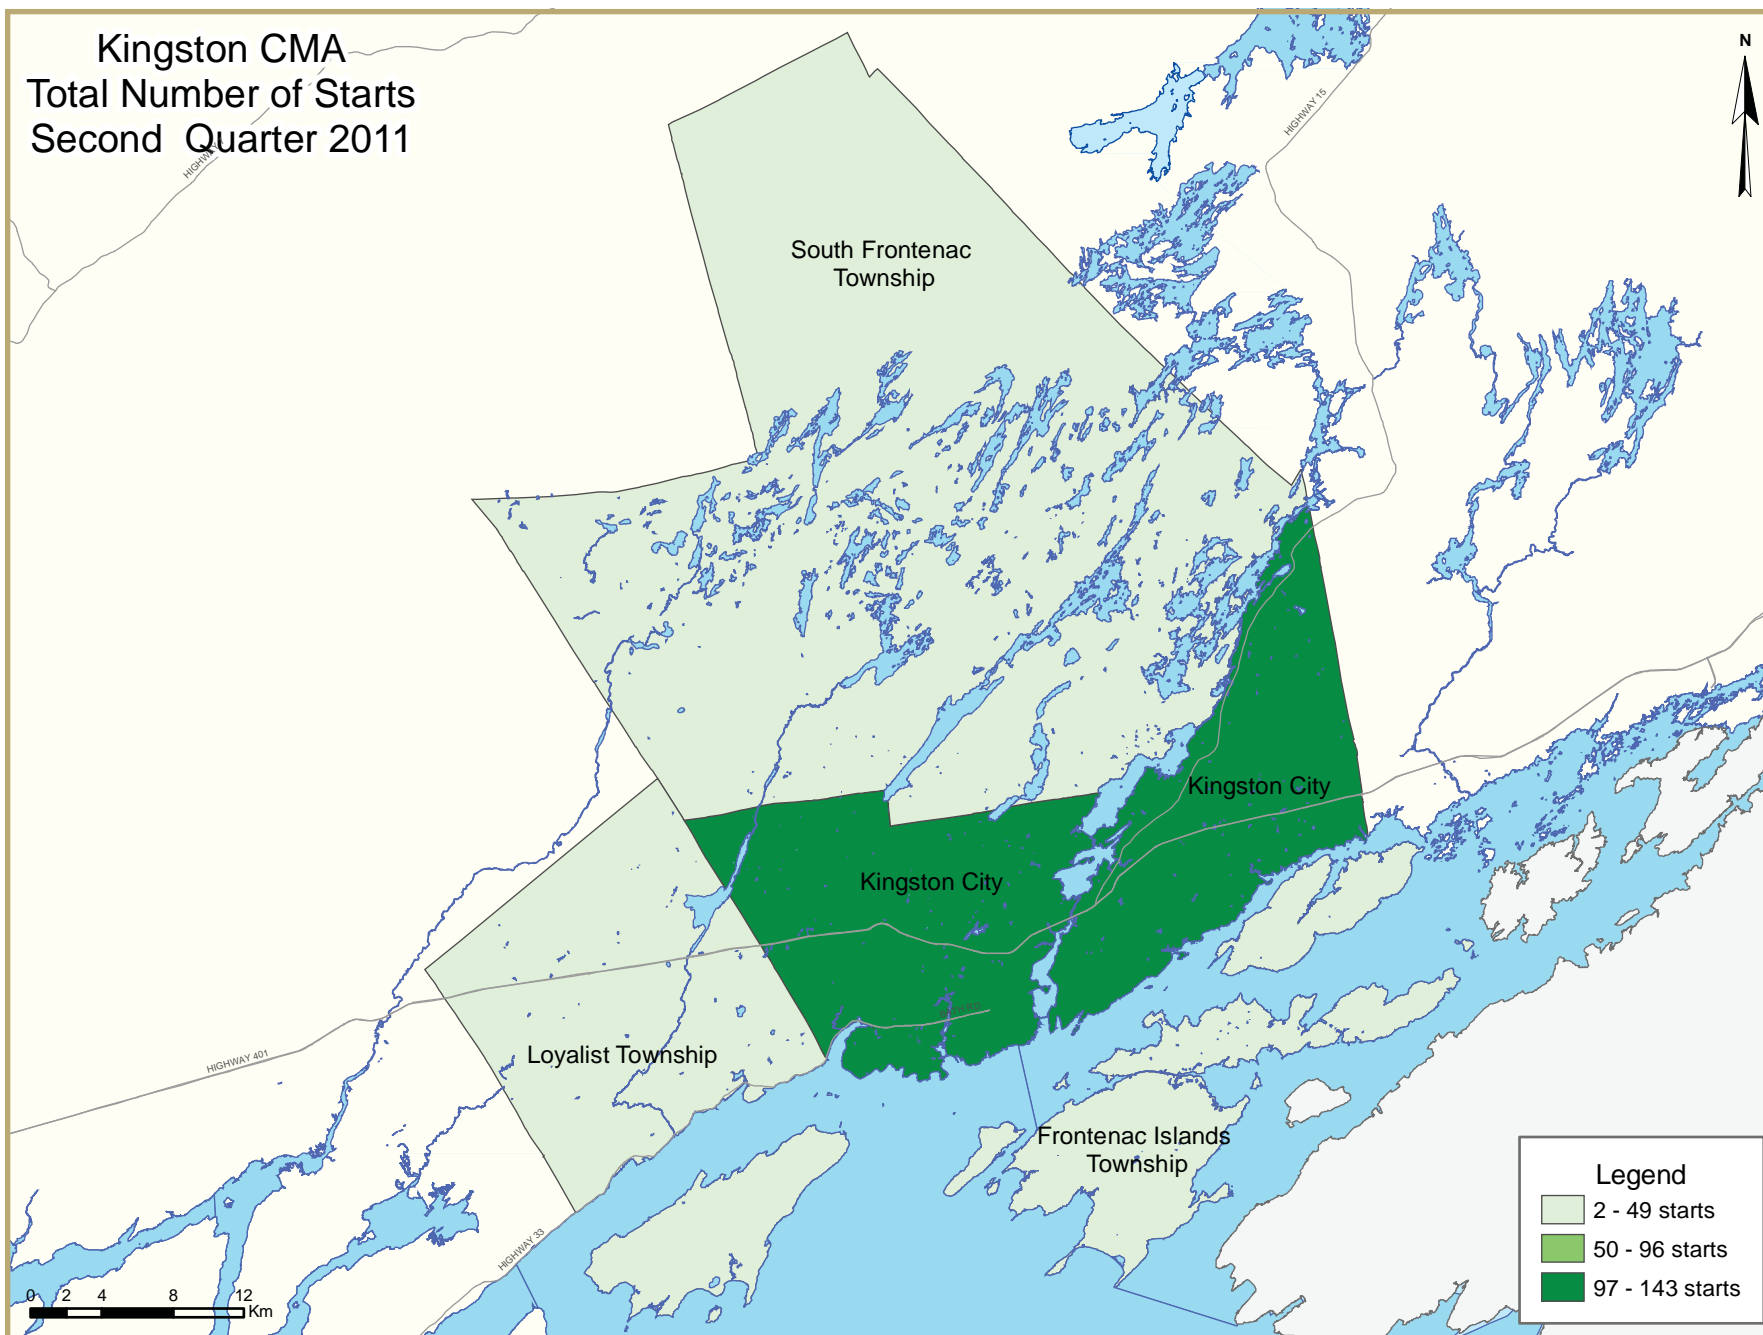 Kingston CMA
Total Number of Starts
Second Quarter 2011
N
HIGHWAY 15
HIGHWAY
South Frontenac
Township
Kingston City
Kingston City
Loyalist Township
HIGHWAY 401
Frontenac Islands
Township
HIGHWAY 33
Legend
2 - 49 starts
50 - 96 starts
97 - 143 starts
0 2 4 8 12
Km